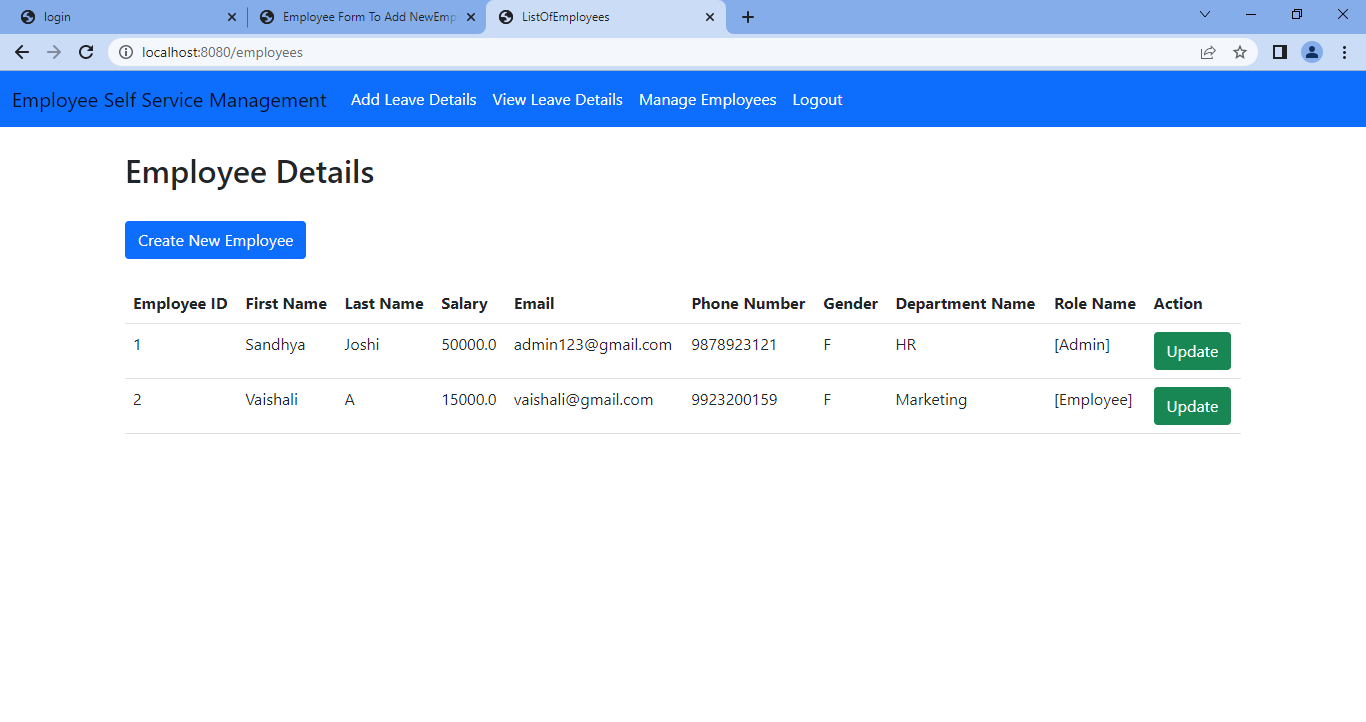 login Employee Form To Add NewEmp ListOfEmployees
localhost:8080/employees
Employee Self Service Management Add Leave Details View Leave Details Manage Employees Logout
Employee Details
Create New Employee
Employee ID First Name Last Name Salary Email Phone Number Gender Department Name Role Name Action
1 Sandhya Joshi 50000.0 admin123@gmail.com 9878923121 F HR [Admin] Update
2 Vaishali A 15000.0 vaishali@gmail.com 9923200159 F Marketing [Employee] Update